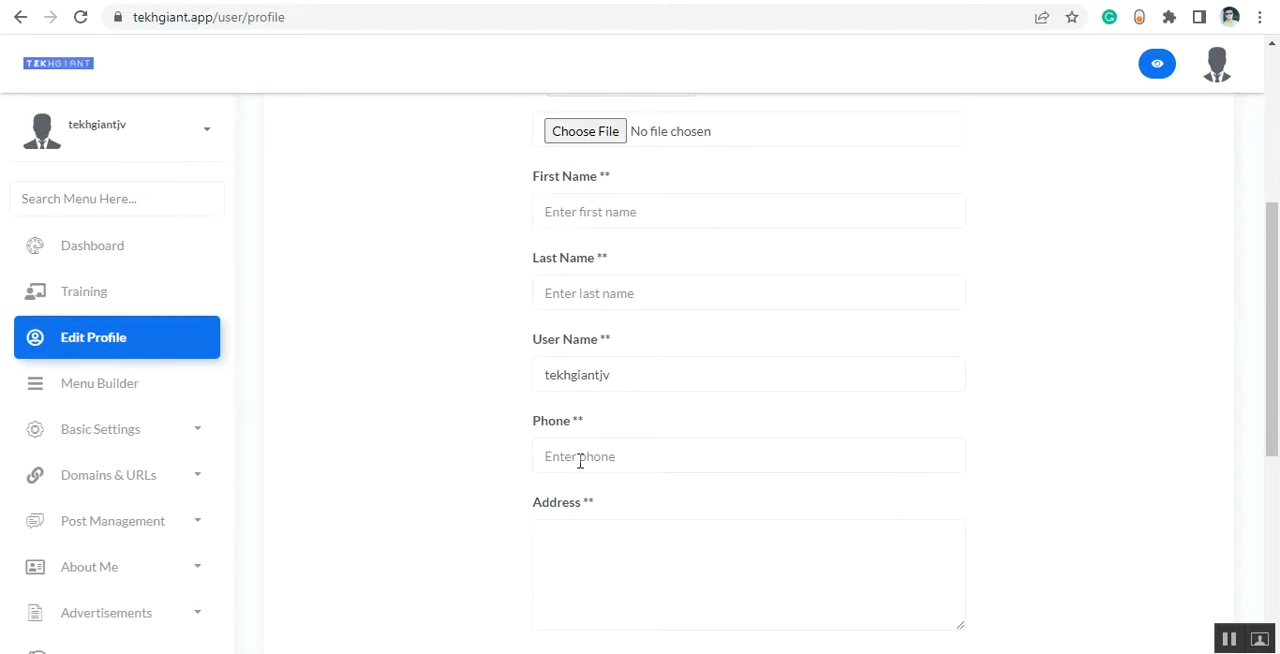 tekhgiant.app/user/profile
TEKHGIANT
tekhgiantjv
Search Menu Here...
Dashboard
Training
Edit Profile
Menu Builder
Basic Settings
Domains & URLs
Post Management
About Me
Advertisements
Choose File No file chosen
First Name **
Enter first name
Last Name **
Enter last name
User Name **
tekhgiantjv
Phone **
Enter phone
Address **